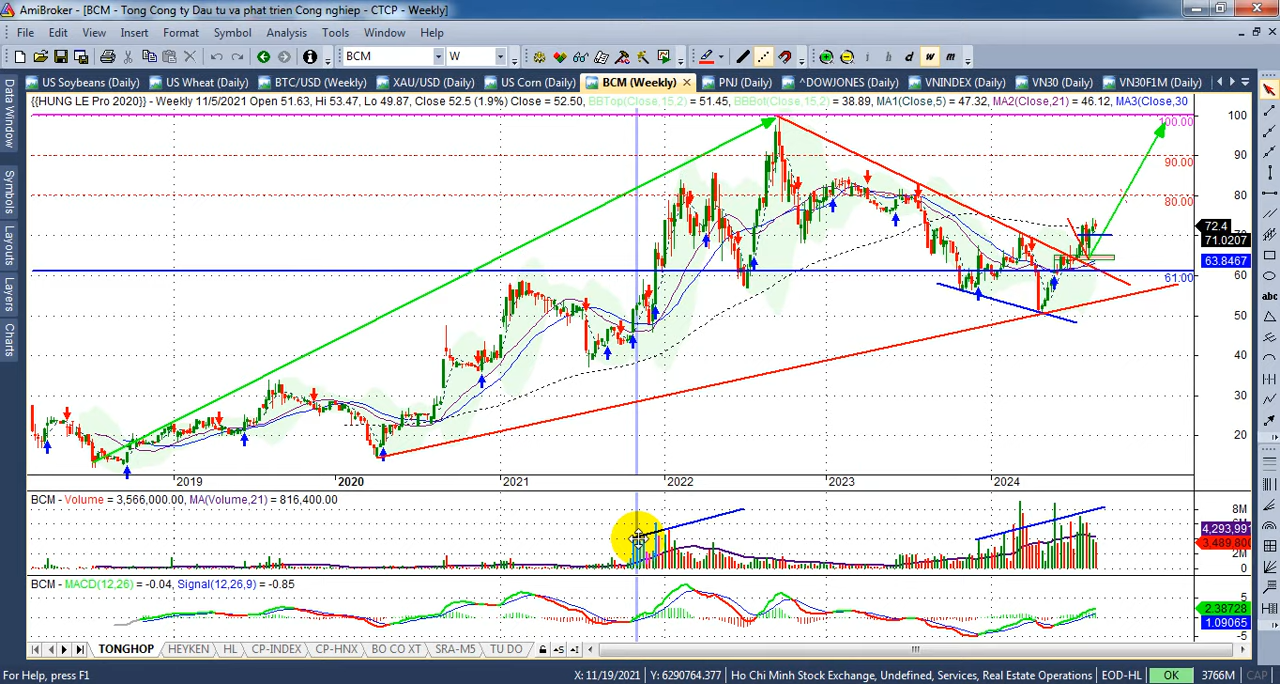 AmiBroker - [BCM - Tong Cong ty Dau tu va phat trien Cong nghiep - CTCP - Weekly]
File Edit View Insert Format Symbol Analysis Tools Window Help
BCM W i h d w m
US Soybeans (Daily) US Wheat (Daily) BTC/USD (Weekly) XAU/USD (Daily) US Corn (Daily) BCM (Weekly) PNJ (Daily) ^DOWJONES (Daily) VNINDEX (Daily) VN30 (Daily) VN30F1M (Daily)
{{HUNG LE Pro 2020}} - Weekly 11/5/2021 Open 51.63, Hi 53.47, Lo 49.87, Close 52.5 (1.9%) Close = 52.50, BBTop(Close,15,2) = 51.45, BBBot(Close,15,2) = 38.89, MA1(Close,5) = 47.32, MA2(Close,21) = 46.12, MA3(Close,30
Data Window
Symbols
Layouts
Layers
Charts
abc
100
100.00
90
90.00
80
80.00
72.4
71.0207
63.8467
60
61.00
50
40
30
20
2019 2020 2021 2022 2023 2024
BCM - Volume = 3,566,000.00, MA(Volume,21) = 816,400.00
8M
4,293,99
3,489,800
2M
BCM - MACD(12,26) = -0.04, Signal(12,26,9) = -0.85
5
2.38728
1.09065
-5
TONGHOP HEYKEN HL CP-INDEX CP-HNX BO CO XT SRA-M5 TU DO
For Help, press F1 X: 11/19/2021 Y: 6290764.377 Ho Chi Minh Stock Exchange, Undefined, Services, Real Estate Operations EOD-HL OK 3766M CAP